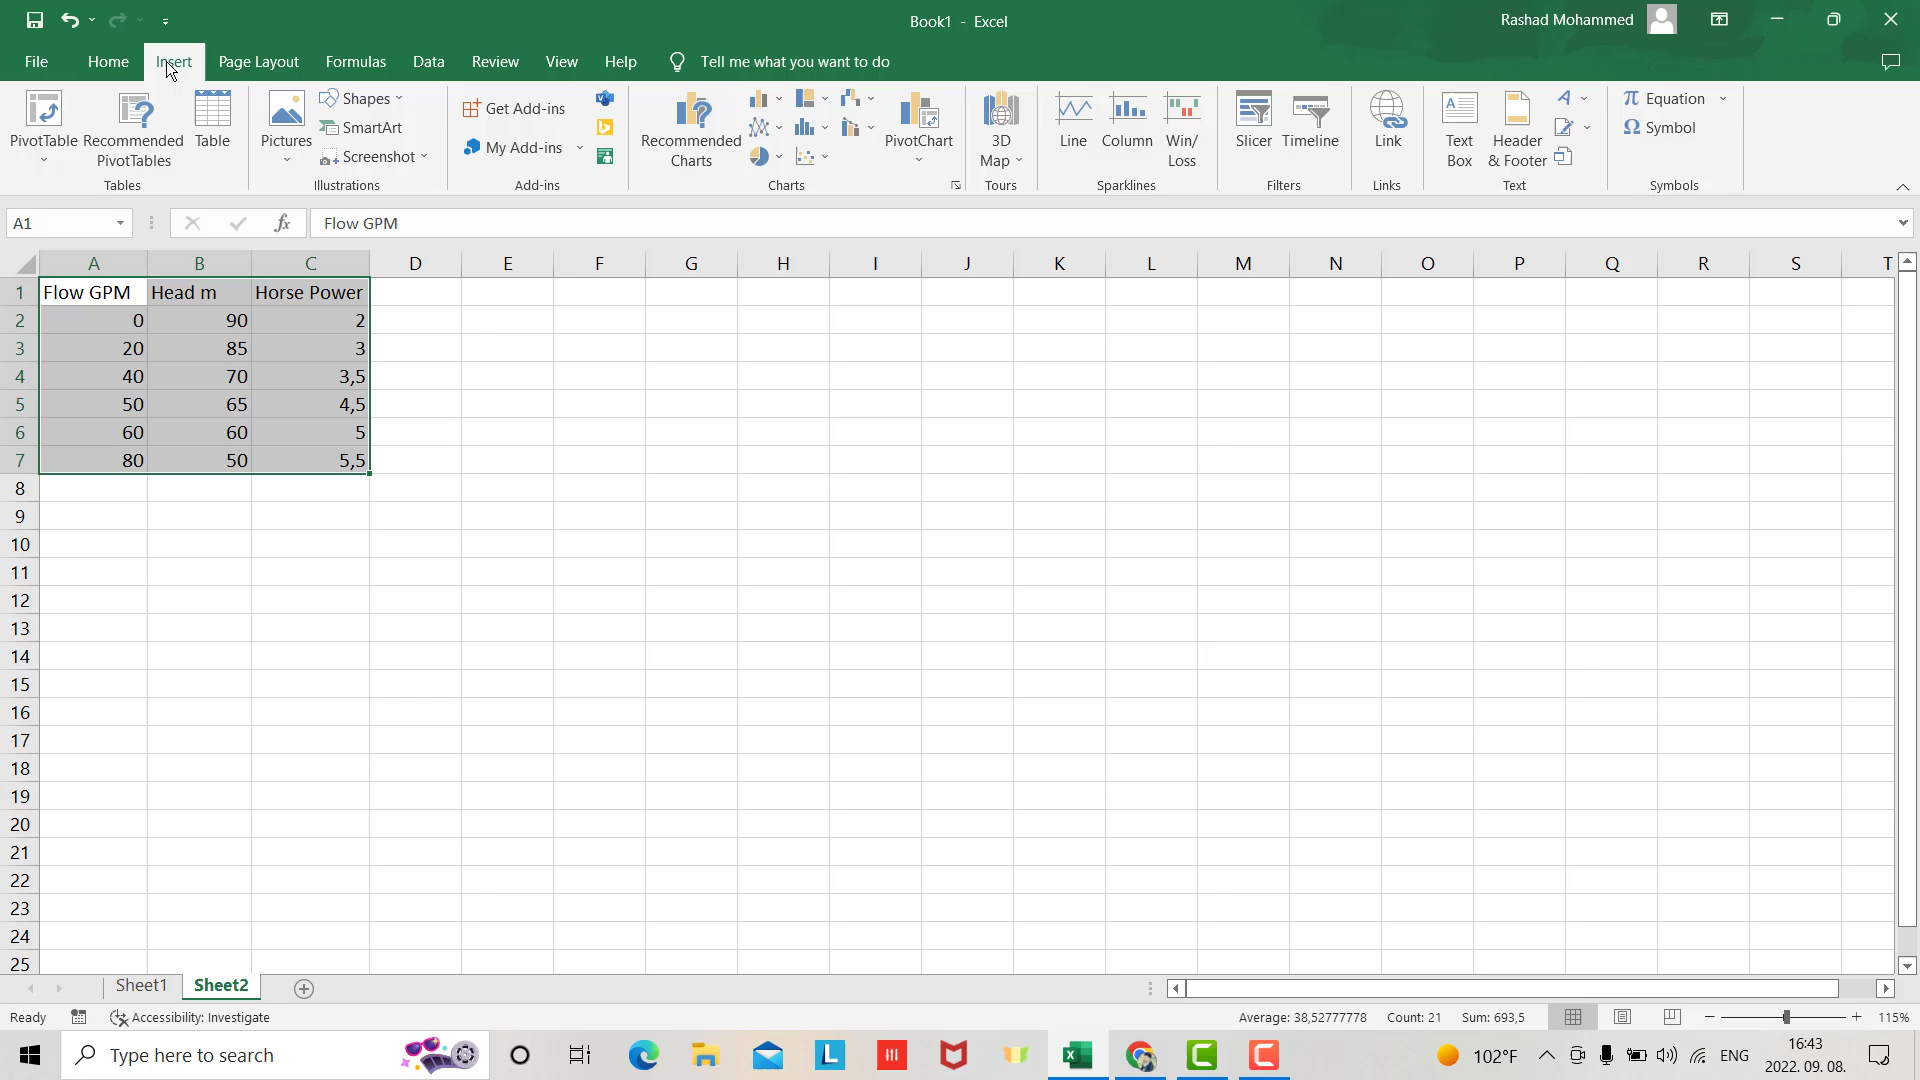 Book1 - Excel
Rashad Mohammed
File Home Insert Page Layout Formulas Data Review View Help Tell me what you want to do
PivotTable
Recommended PivotTables
Table
Tables
Pictures
Shapes
SmartArt
Screenshot
Illustrations
Get Add-ins
My Add-ins
Add-ins
Recommended Charts
PivotChart
Charts
3D Map
Tours
Line
Column
Win/ Loss
Sparklines
Slicer
Timeline
Filters
Link
Links
Text Box
Header & Footer
Text
Equation
Symbol
Symbols
A1 fx Flow GPM
A B C D E F G H I J K L M N O P Q R S T
1 Flow GPM Head m Horse Power
2 0 90 2
3 20 85 3
4 40 70 3,5
5 50 65 4,5
6 60 60 5
7 80 50 5,5
8
9
10
11
12
13
14
15
16
17
18
19
20
21
22
23
24
25
Sheet1 Sheet2
Ready Accessibility: Investigate Average: 38,52777778 Count: 21 Sum: 693,5 115%
Type here to search
102°F ENG
16:43
2022. 09. 08.